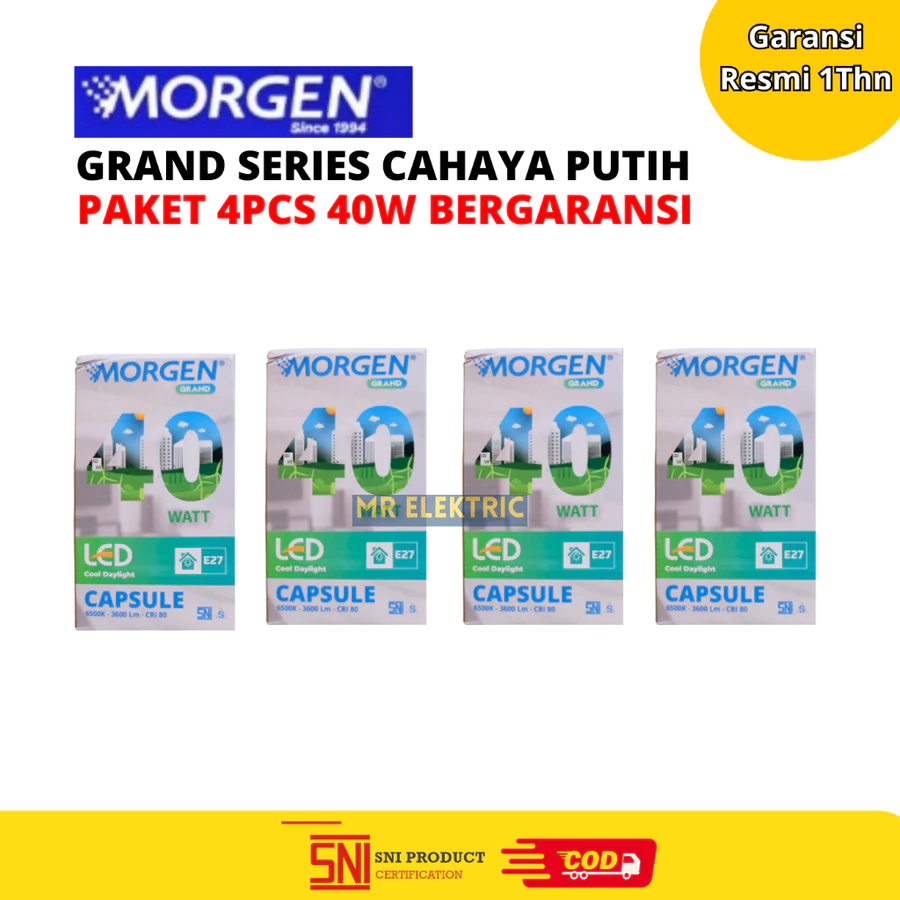 Garansi
Resmi 1Thn
MORGEN®
Since 1994
GRAND SERIES CAHAYA PUTIH
PAKET 4PCS 40W BERGARANSI
MORGEN®
GRAND
40
WATT
LED
Cool Daylight
E27
CAPSULE
6500K - 3600 Lm - CRI 80
SNI .S.
MORGEN®
GRAND
40
LED
Cool Daylight
E27
CAPSULE
6500K - 3600 Lm - CRI 80
SNI .S.
MORGEN®
GRAND
40
WATT
LED
Cool Daylight
E27
CAPSULE
6500K - 3600 Lm - CRI 80
SNI .S.
MORGEN®
GRAND
40
WATT
LED
Cool Daylight
E27
CAPSULE
6500K - 3600 Lm - CRI 80
SNI .S.
MR ELEKTRIC
SNI SNI PRODUCT
CERTIFICATION
COD